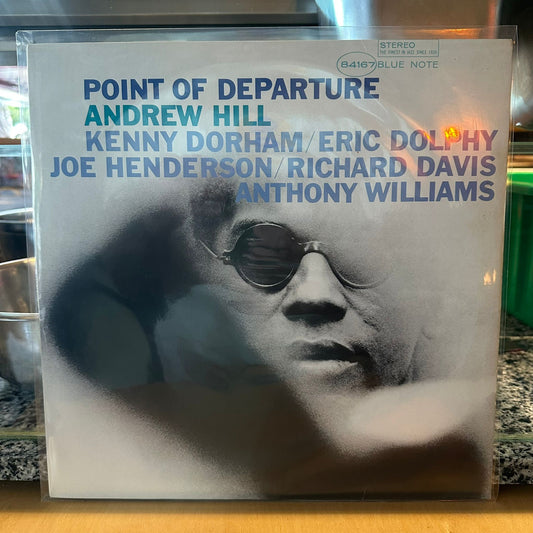 STEREO
THE FINEST IN JAZZ SINCE 1939
84167 BLUE NOTE
POINT OF DEPARTURE
ANDREW HILL
KENNY DORHAM/ERIC DOLPHY
JOE HENDERSON/RICHARD DAVIS
ANTHONY WILLIAMS